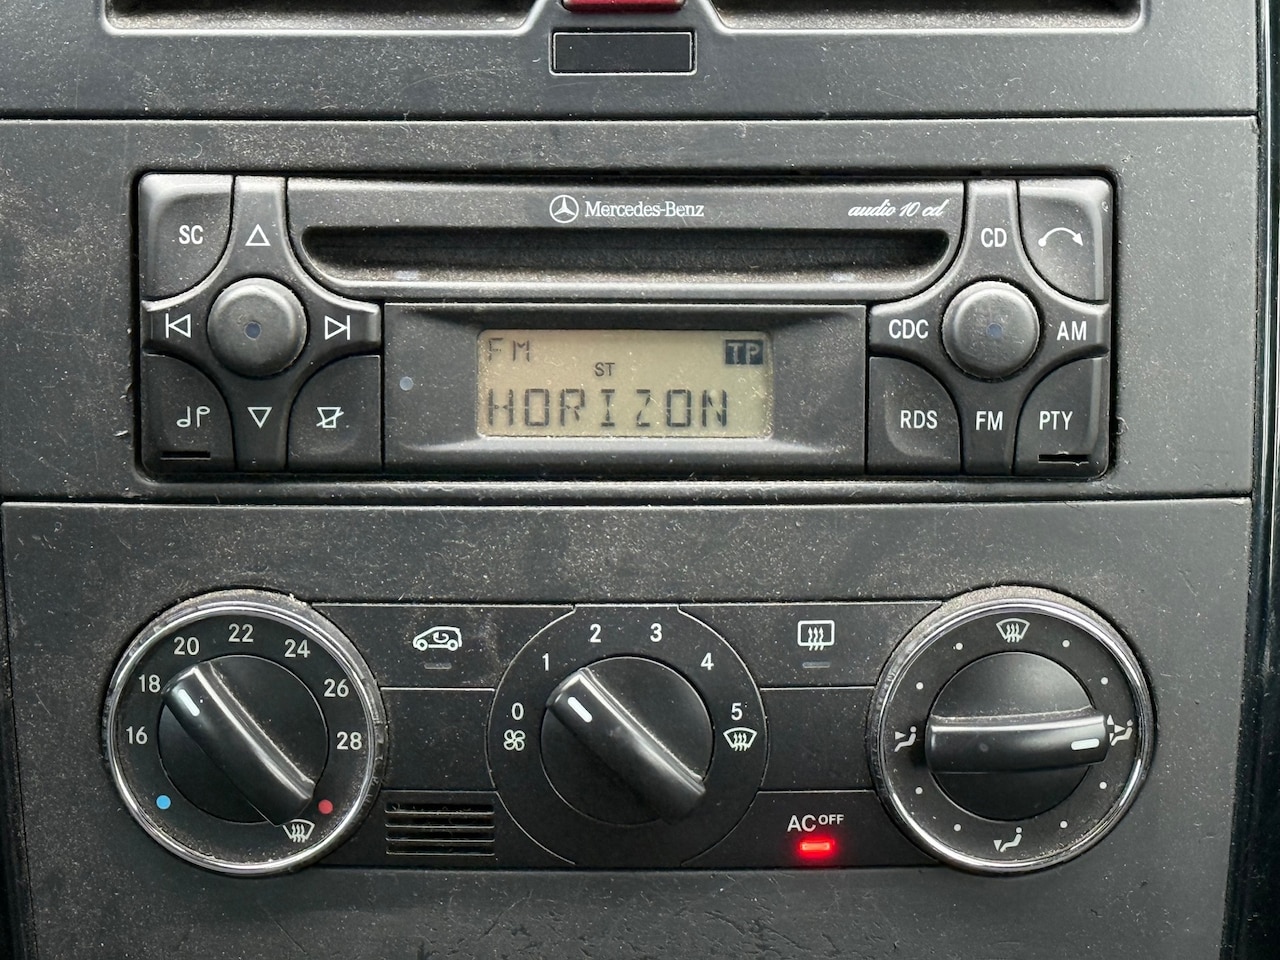 Mercedes-Benz
audio 10 cd
SC
CD
CDC
AM
FM
TP
ST
HORIZON
RDS
FM
PTY
16
18
20
22
24
26
28
0
1
2
3
4
5
AC OFF